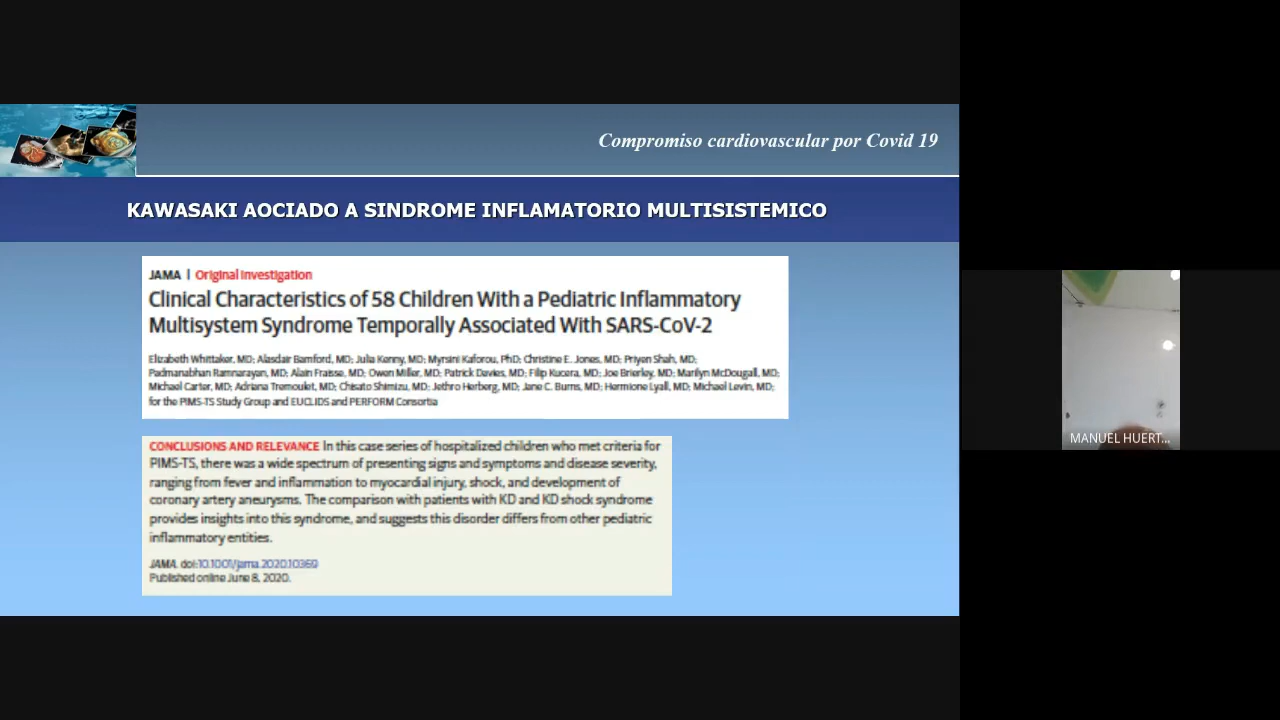 Compromiso cardiovascular por Covid 19
KAWASAKI AOCIADO A SINDROME INFLAMATORIO MULTISISTEMICO
JAMA | Original Investigation
Clinical Characteristics of 58 Children With a Pediatric Inflammatory
Multisystem Syndrome Temporally Associated With SARS-CoV-2
Elizabeth Whittaker, MD; Alasdair Bamford, MD; Julia Kenny, MD; Myrsini Kaforou, PhD; Christine E. Jones, MD; Priyen Shah, MD;
Padmanabhan Ramnarayan, MD; Alain Fraisse, MD; Owen Miller, MD; Patrick Davies, MD; Filip Kucera, MD; Joe Brierley, MD; Marilyn McDougall, MD;
Michael Carter, MD; Adriana Tremoulet, MD; Chisato Shimizu, MD; Jethro Herberg, MD; Jane C. Burns, MD; Hermione Lyall, MD; Michael Levin, MD;
for the PIMS-TS Study Group and EUCLIDS and PERFORM Consortia
CONCLUSIONS AND RELEVANCE In this case series of hospitalized children who met criteria for
PIMS-TS, there was a wide spectrum of presenting signs and symptoms and disease severity,
ranging from fever and inflammation to myocardial injury, shock, and development of
coronary artery aneurysms. The comparison with patients with KD and KD shock syndrome
provides insights into this syndrome, and suggests this disorder differs from other pediatric
inflammatory entities.
JAMA. doi:10.1001/jama.2020.10369
Published online June 8, 2020.
MANUEL HUERT...